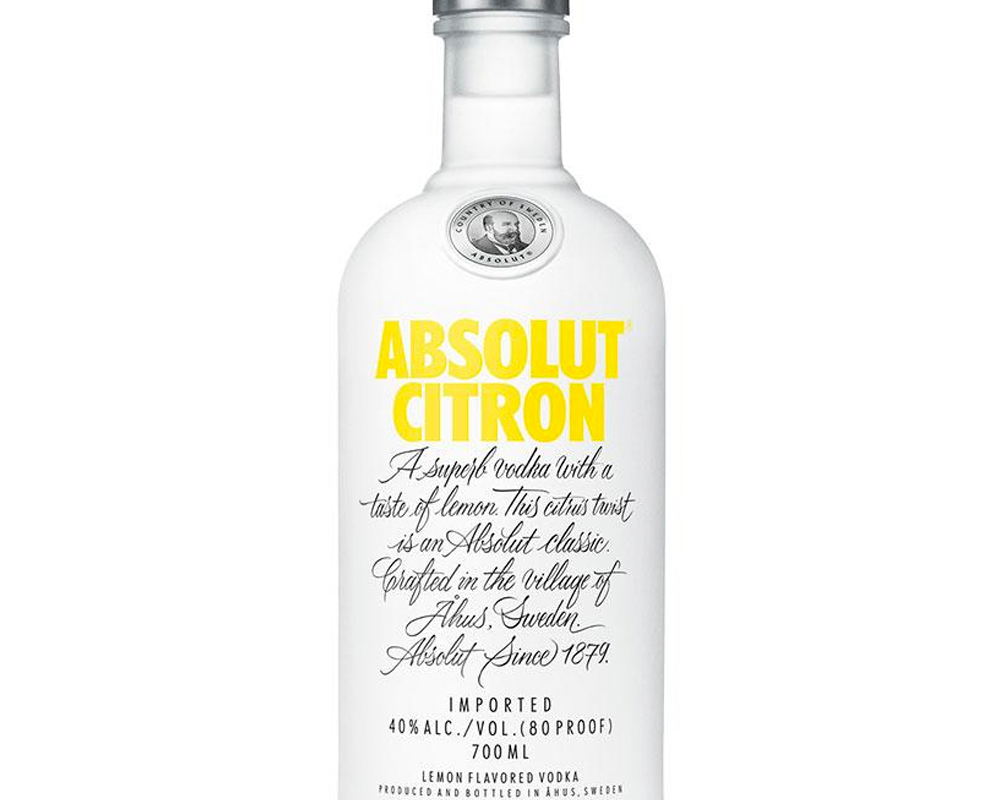 COUNTRY OF SWEDEN
ABSOLUT®
ABSOLUT®
CITRON
A superb vodka with a
taste of lemon. This citrus twist
is an Absolut classic.
Crafted in the village of
Åhus, Sweden.
Absolut Since 1879.
IMPORTED
40% ALC./VOL.(80 PROOF)
700 ML
LEMON FLAVORED VODKA
PRODUCED AND BOTTLED IN ÅHUS, SWEDEN